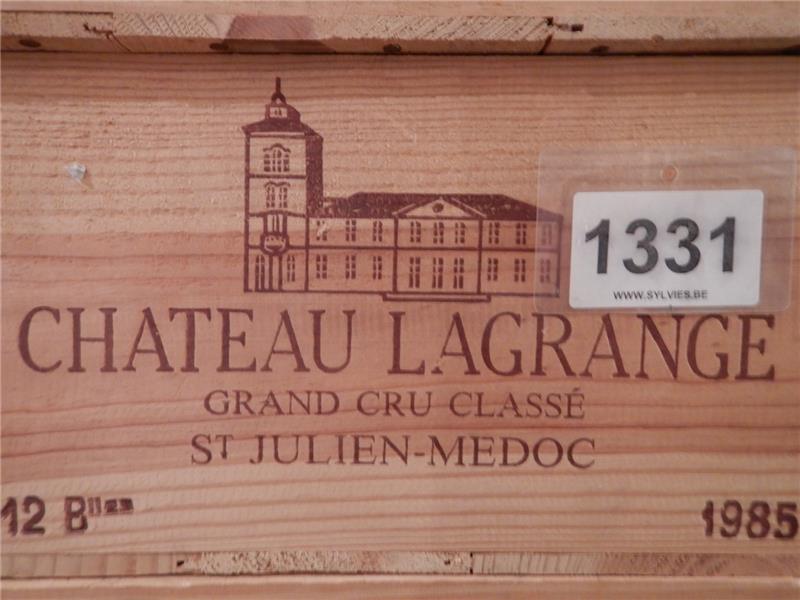 1331
WWW.SYLVIES.BE
CHATEAU LAGRANGE
GRAND CRU CLASSÉ
ST JULIEN-MEDOC
12 Blles
1985